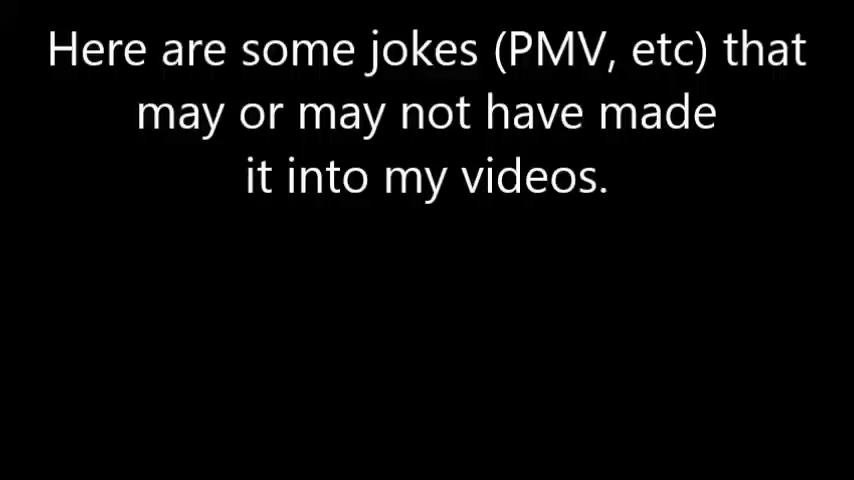 Here are some jokes (PMV, etc) that
may or may not have made
it into my videos.